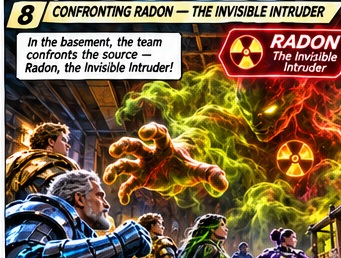 8 CONFRONTING RADON — THE INVISIBLE INTRUDER
In the basement, the team
confronts the source —
Radon, the Invisible Intruder!
RADON
The Invisible
Intruder